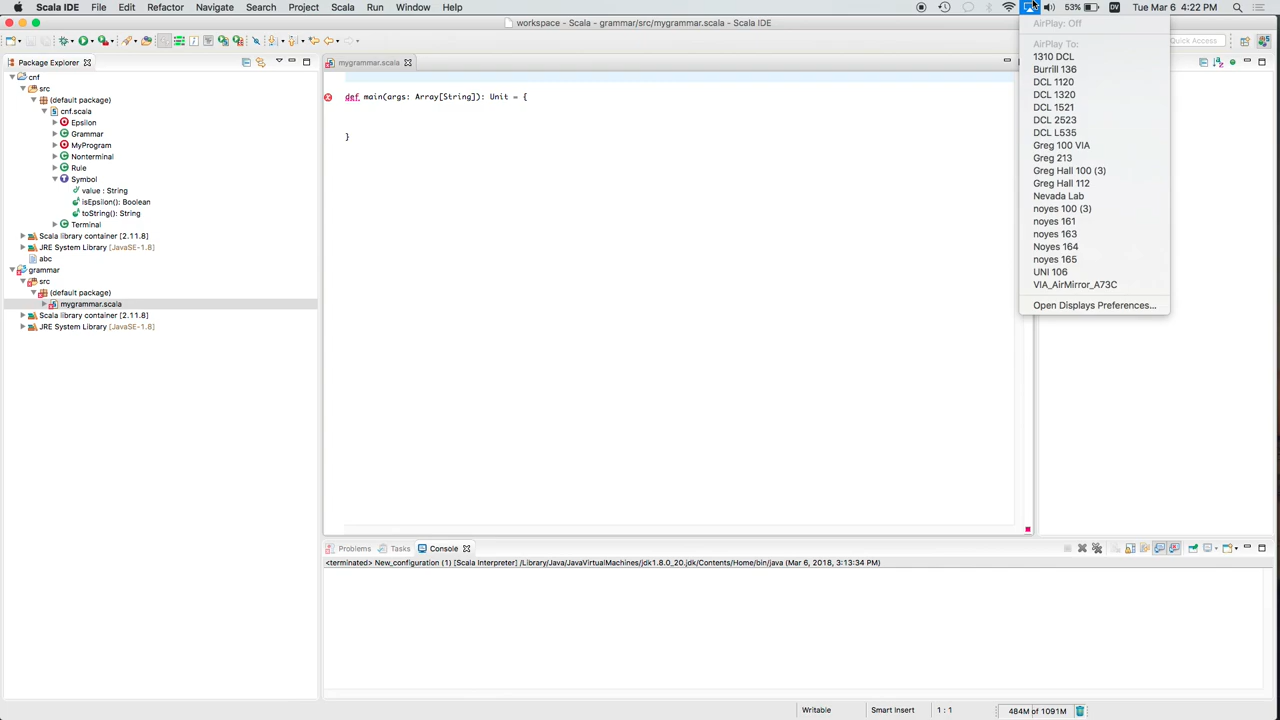 Scala IDE File Edit Refactor Navigate Search Project Scala Run Window Help 53% DV Tue Mar 6 4:22 PM
workspace - Scala - grammar/src/mygrammar.scala - Scala IDE
AirPlay: Off
Quick Access
AirPlay To:
1310 DCL
Burrill 136
DCL 1120
DCL 1320
DCL 1521
DCL 2523
DCL L535
Greg 100 VIA
Greg 213
Greg Hall 100 (3)
Greg Hall 112
Nevada Lab
noyes 100 (3)
noyes 161
noyes 163
Noyes 164
noyes 165
UNI 106
VIA_AirMirror_A73C
Open Displays Preferences...
Package Explorer
cnf
src
(default package)
cnf.scala
Epsilon
Grammar
MyProgram
Nonterminal
Rule
Symbol
value : String
isEpsilon(): Boolean
toString(): String
Terminal
Scala library container [2.11.8]
JRE System Library [JavaSE-1.8]
abc
grammar
src
(default package)
mygrammar.scala
Scala library container [2.11.8]
JRE System Library [JavaSE-1.8]
mygrammar.scala
def main(args: Array[String]): Unit = {
}
Problems Tasks Console
<terminated> New_configuration (1) [Scala Interpreter] /Library/Java/JavaVirtualMachines/jdk1.8.0_20.jdk/Contents/Home/bin/java (Mar 6, 2018, 3:13:34 PM)
Writable Smart Insert 1 : 1 484M of 1091M